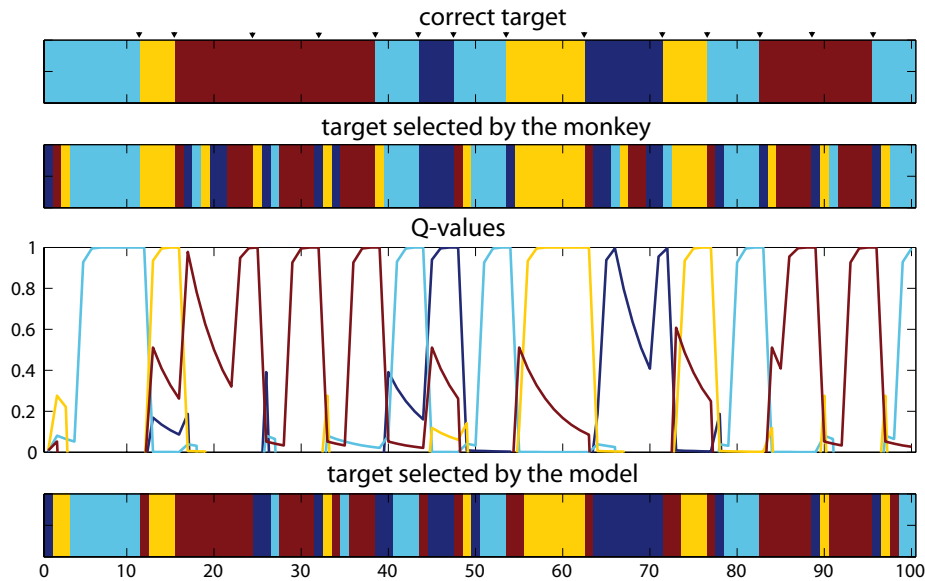 correct target
target selected by the monkey
Q-values
1
0.8
0.6
0.4
0.2
0
target selected by the model
0 10 20 30 40 50 60 70 80 90 100